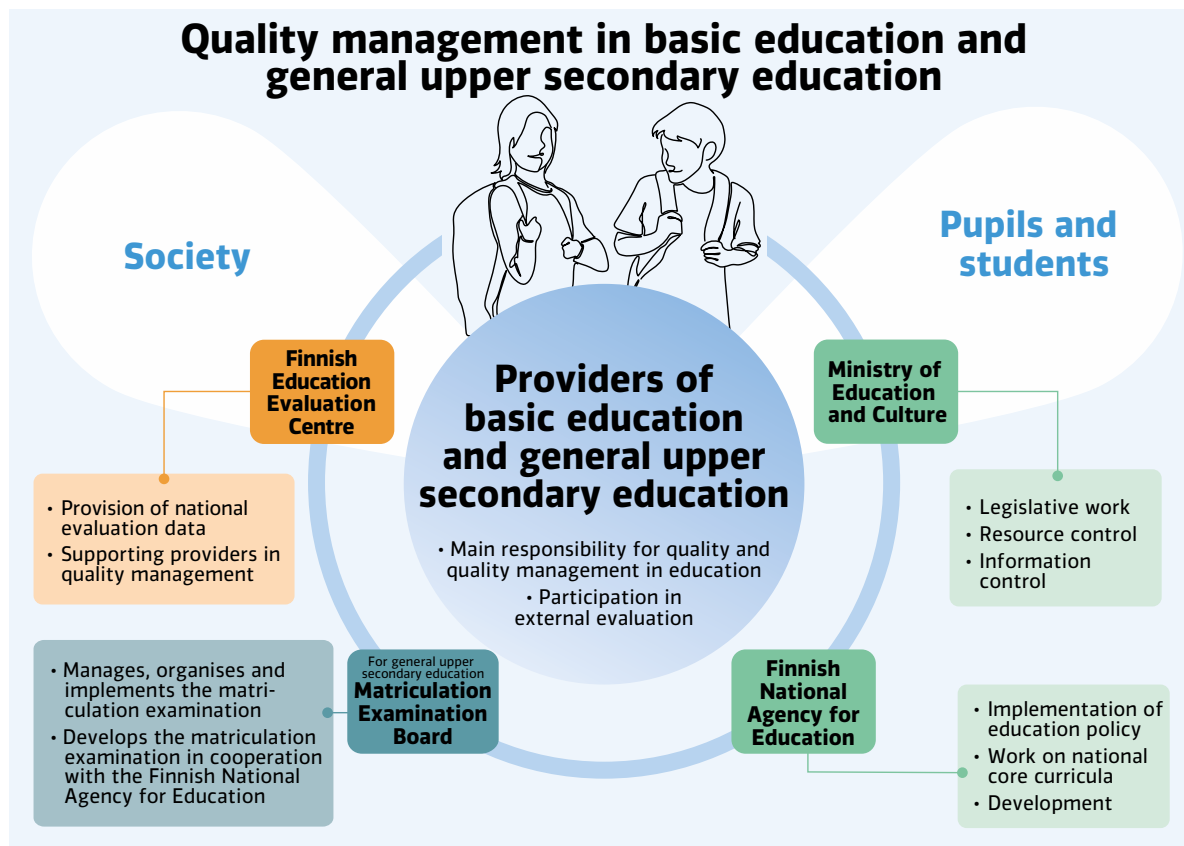 Quality management in basic education and
general upper secondary education
Society
Pupils and
students
Finnish
Education
Evaluation
Centre
• Provision of national
evaluation data
• Supporting providers in
quality management
Ministry of
Education
and Culture
• Legislative work
• Resource control
• Information
control
Providers of
basic education
and general upper
secondary education
• Main responsibility for quality and
quality management in education
• Participation in
external evaluation
For general upper
secondary education
Matriculation
Examination
Board
• Manages, organises and
implements the matri-
culation examination
• Develops the matriculation
examination in cooperation
with the Finnish National
Agency for Education
Finnish
National
Agency for
Education
• Implementation of
education policy
• Work on national
core curricula
• Development